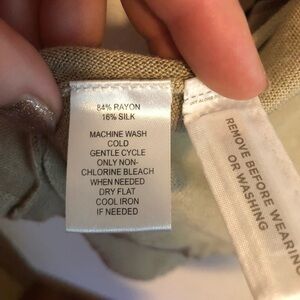 84% RAYON
16% SILK
MACHINE WASH
COLD
GENTLE CYCLE
ONLY NON-
CHLORINE BLEACH
WHEN NEEDED
DRY FLAT
COOL IRON
IF NEEDED
REMOVE BEFORE WEARIN
OR WASHING